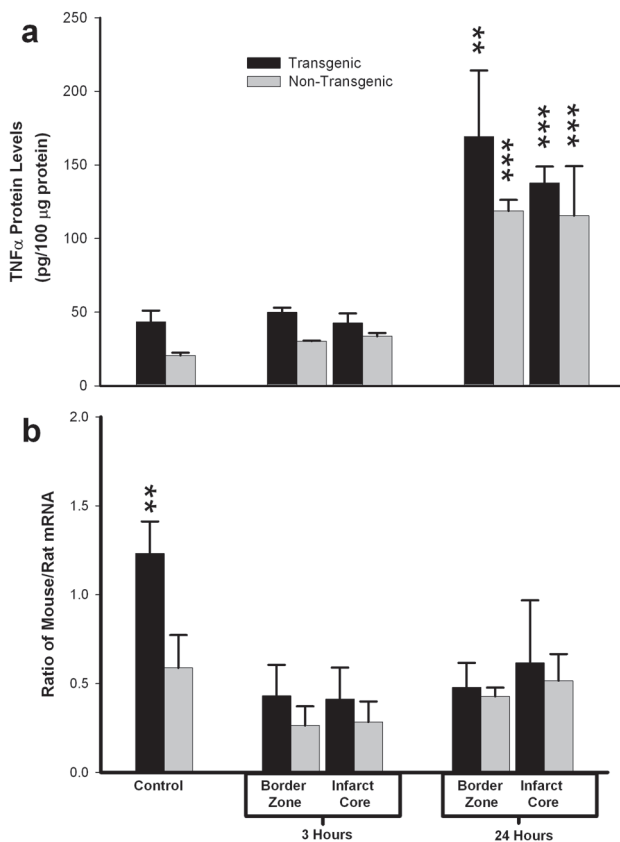 a
Transgenic
Non-Transgenic
TNFα Protein Levels
(pg/100 μg protein)
250
200
150
100
50
0
**
***
***
***
b
Ratio of Mouse/Rat mRNA
2.0
1.5
1.0
0.5
0.0
**
Control
Border
Zone
Infarct
Core
Border
Zone
Infarct
Core
3 Hours
24 Hours